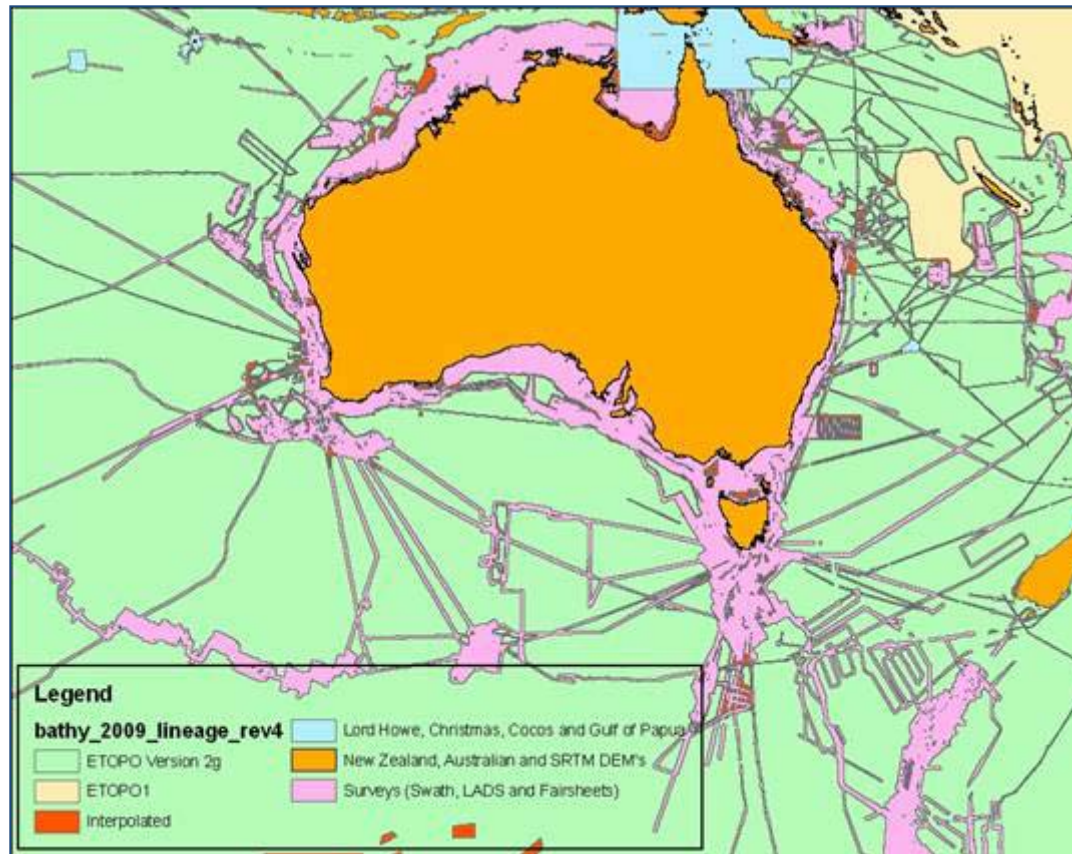 Legend
bathy_2009_lineage_rev4
ETOPO Version 2g
ETOPO1
Interpolated
Lord Howe, Christmas, Cocos and Gulf of Papua
New Zealand, Australian and SRTM DEM's
Surveys (Swath, LADS and Fairsheets)